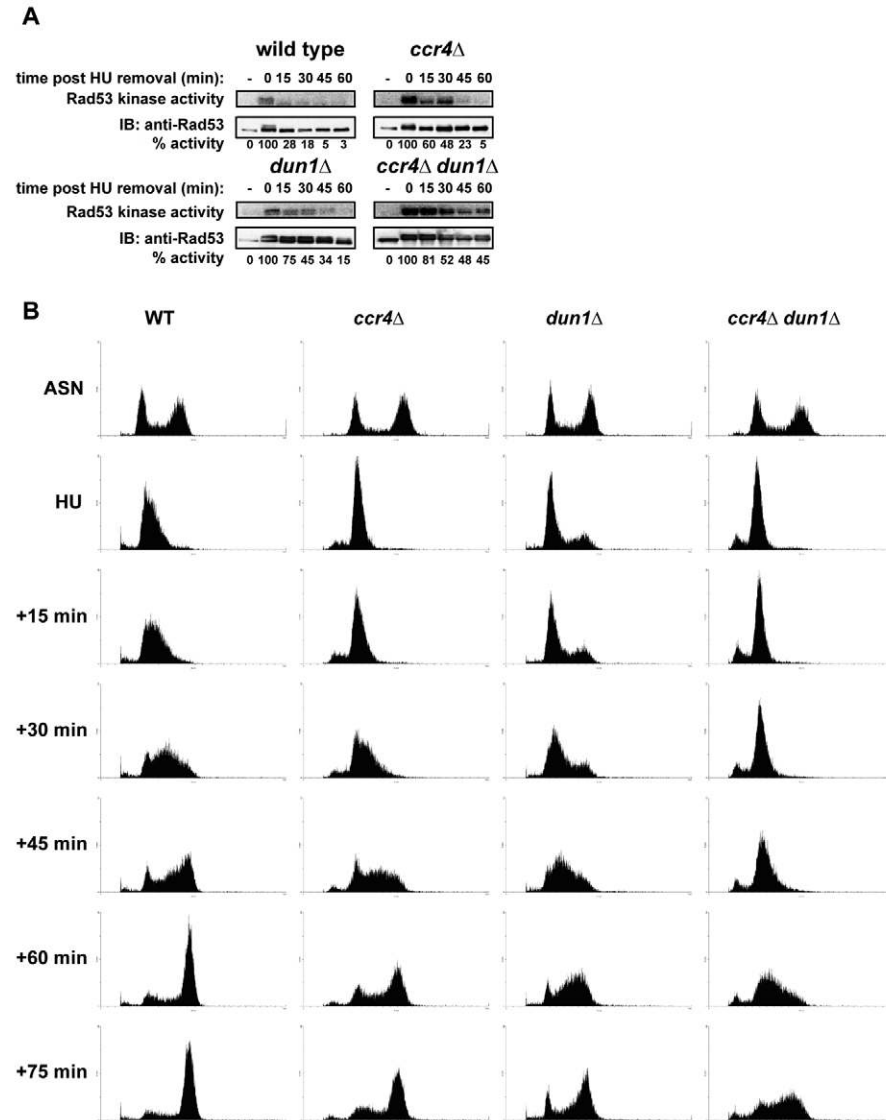 A
wild type ccr4Δ
time post HU removal (min): - 0 15 30 45 60 - 0 15 30 45 60
Rad53 kinase activity
IB: anti-Rad53
% activity 0 100 28 18 5 3 0 100 60 48 23 5
dun1Δ ccr4Δ dun1Δ
time post HU removal (min): - 0 15 30 45 60 - 0 15 30 45 60
Rad53 kinase activity
IB: anti-Rad53
% activity 0 100 75 45 34 15 0 100 81 52 48 45
B
WT ccr4Δ dun1Δ ccr4Δ dun1Δ
ASN
HU
+15 min
+30 min
+45 min
+60 min
+75 min